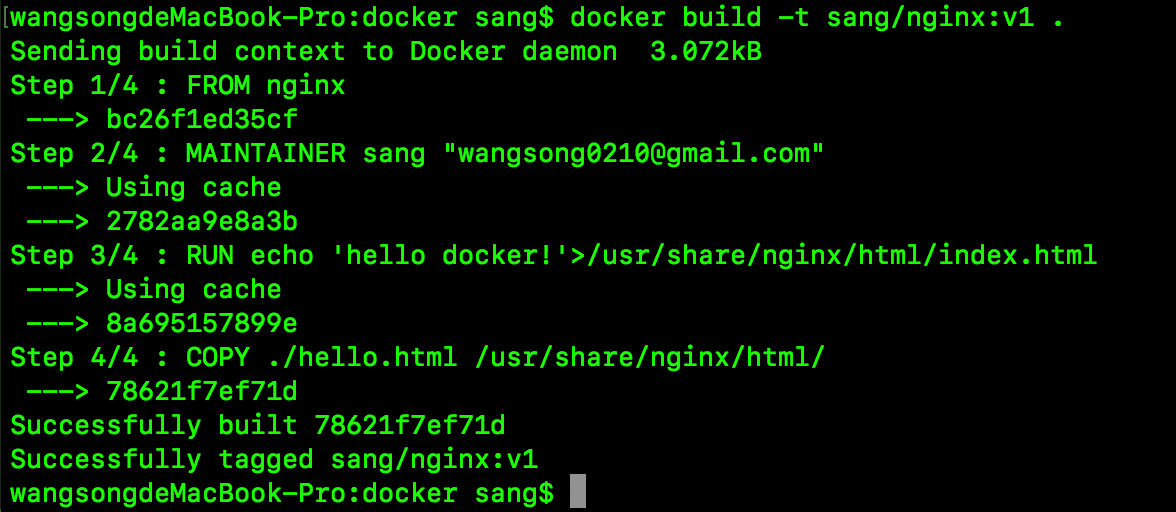 [wangsongdeMacBook-Pro:docker sang$ docker build -t sang/nginx:v1 .
Sending build context to Docker daemon  3.072kB
Step 1/4 : FROM nginx
 ---> bc26f1ed35cf
Step 2/4 : MAINTAINER sang "wangsong0210@gmail.com"
 ---> Using cache
 ---> 2782aa9e8a3b
Step 3/4 : RUN echo 'hello docker!'>/usr/share/nginx/html/index.html
 ---> Using cache
 ---> 8a695157899e
Step 4/4 : COPY ./hello.html /usr/share/nginx/html/
 ---> 78621f7ef71d
Successfully built 78621f7ef71d
Successfully tagged sang/nginx:v1
wangsongdeMacBook-Pro:docker sang$